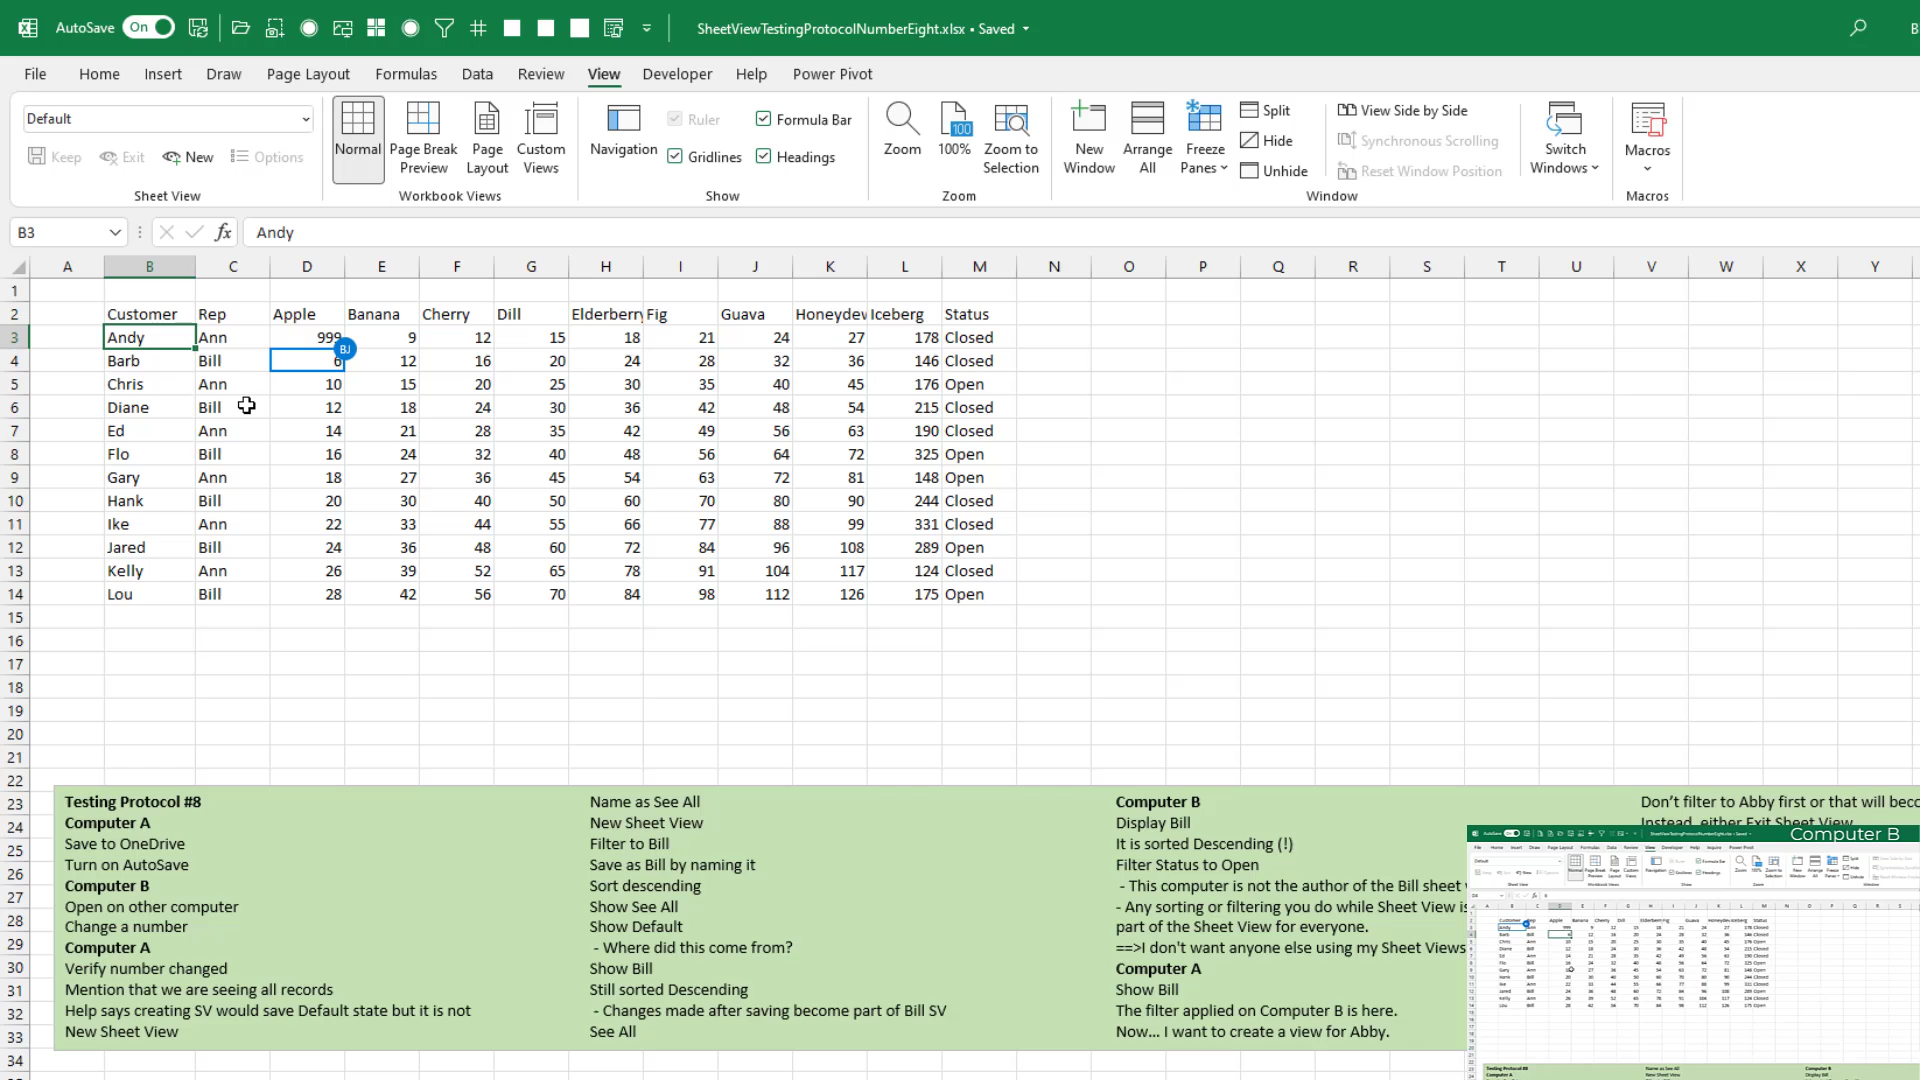 AutoSave On
SheetViewTestingProtocolNumberEight.xlsx • Saved
B
File Home Insert Draw Page Layout Formulas Data Review View Developer Help Power Pivot
Default
Keep Exit New Options
Sheet View
Normal
Page Break Preview
Page Layout
Custom Views
Workbook Views
Navigation
Ruler
Formula Bar
Gridlines
Headings
Show
Zoom
100
100%
Zoom to Selection
Zoom
New Window
Arrange All
Freeze Panes
Split
Hide
Unhide
View Side by Side
Synchronous Scrolling
Reset Window Position
Window
Switch Windows
Macros
Macros
B3
fx
Andy
A B C D E F G H I J K L M N O P Q R S T U V W X Y
1
2 Customer Rep Apple Banana Cherry Dill Elderberry Fig Guava Honeydew Iceberg Status
3 Andy Ann 999 9 12 15 18 21 24 27 178 Closed
BJ
4 Barb Bill 6 12 16 20 24 28 32 36 146 Closed
5 Chris Ann 10 15 20 25 30 35 40 45 176 Open
6 Diane Bill 12 18 24 30 36 42 48 54 215 Closed
7 Ed Ann 14 21 28 35 42 49 56 63 190 Closed
8 Flo Bill 16 24 32 40 48 56 64 72 325 Open
9 Gary Ann 18 27 36 45 54 63 72 81 148 Open
10 Hank Bill 20 30 40 50 60 70 80 90 244 Closed
11 Ike Ann 22 33 44 55 66 77 88 99 331 Closed
12 Jared Bill 24 36 48 60 72 84 96 108 289 Open
13 Kelly Ann 26 39 52 65 78 91 104 117 124 Closed
14 Lou Bill 28 42 56 70 84 98 112 126 175 Open
15
16
17
18
19
20
21
22
23
24
25
26
27
28
29
30
31
32
33
34
Testing Protocol #8
Computer A
Save to OneDrive
Turn on AutoSave
Computer B
Open on other computer
Change a number
Computer A
Verify number changed
Mention that we are seeing all records
Help says creating SV would save Default state but it is not
New Sheet View
Name as See All
New Sheet View
Filter to Bill
Save as Bill by naming it
Sort descending
Show See All
Show Default
- Where did this come from?
Show Bill
Still sorted Descending
- Changes made after saving become part of Bill SV
See All
Computer B
Display Bill
It is sorted Descending (!)
Filter Status to Open
- This computer is not the author of the Bill sheet
- Any sorting or filtering you do while Sheet View is
part of the Sheet View for everyone.
==>I don't want anyone else using my Sheet Views
Computer A
Show Bill
The filter applied on Computer B is here.
Now... I want to create a view for Abby.
Don't filter to Abby first or that will beco
Instead, either Exit Sheet View
Computer B